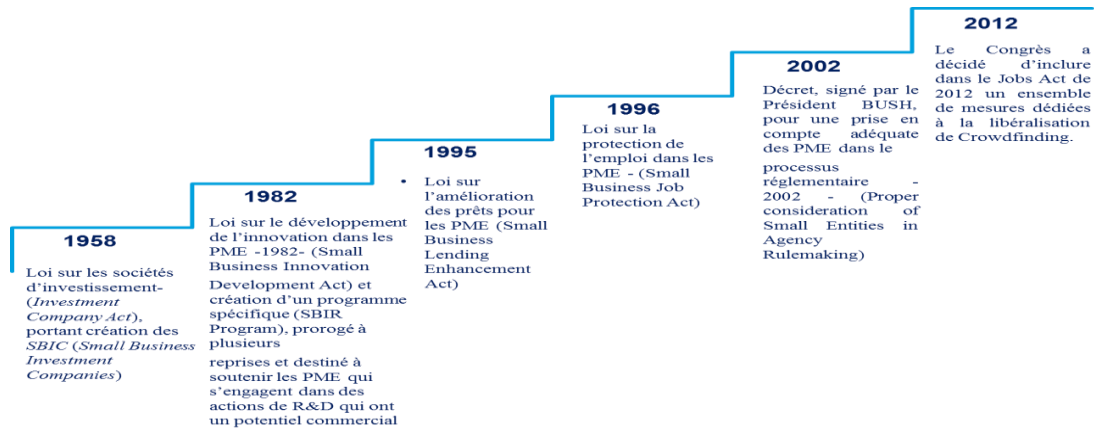 1958
Loi sur les sociétés
d’investissement-
(Investment
Company Act),
portant création des
SBIC (Small Business
Investment
Companies)
1982
Loi sur le développement
de l’innovation dans les
PME -1982- (Small
Business Innovation
Development Act) et
création d’un programme
spécifique (SBIR
Program), prorogé à
plusieurs
reprises et destiné à
soutenir les PME qui
s’engagent dans des
actions de R&D qui ont
un potentiel commercial
1995
• Loi sur
l’amélioration
des prêts pour
les PME (Small
Business
Lending
Enhancement
Act)
1996
Loi sur la
protection de
l’emploi dans les
PME - (Small
Business Job
Protection Act)
2002
Décret, signé par le
Président BUSH,
pour une prise en
compte adéquate
des PME dans le
processus
réglementaire -
2002 - (Proper
consideration of
Small Entities in
Agency
Rulemaking)
2012
Le Congrès a
décidé d’inclure
dans le Jobs Act de
2012 un ensemble
de mesures dédiées
à la libéralisation
de Crowdfinding.